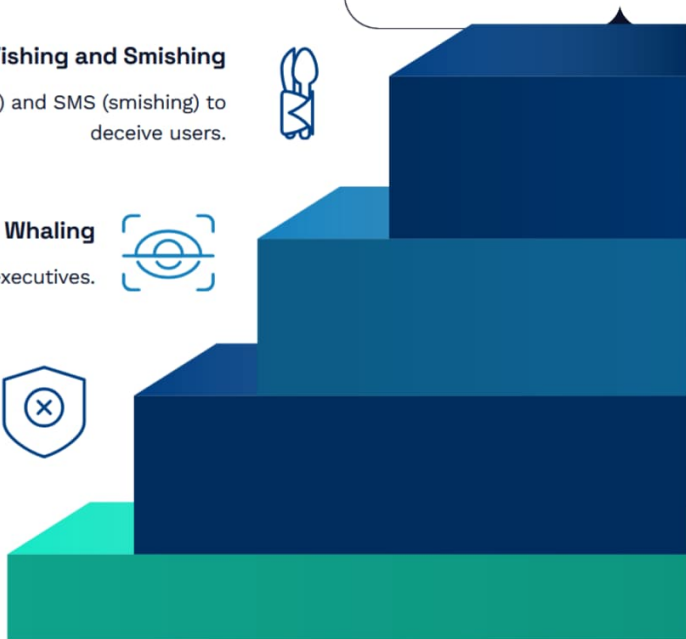 ishing and Smishing
) and SMS (smishing) to
deceive users.
Whaling
xecutives.